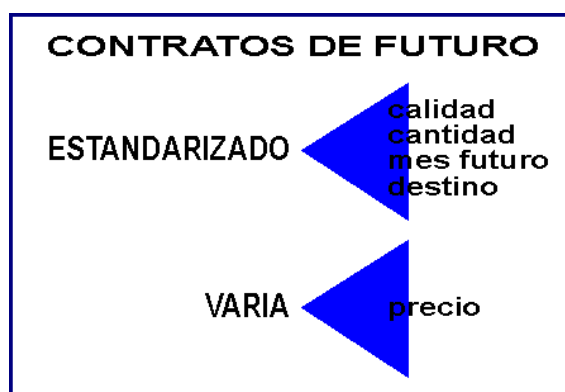 CONTRATOS DE FUTURO
calidad
cantidad
ESTANDARIZADO
mes futuro
destino
VARIA
precio